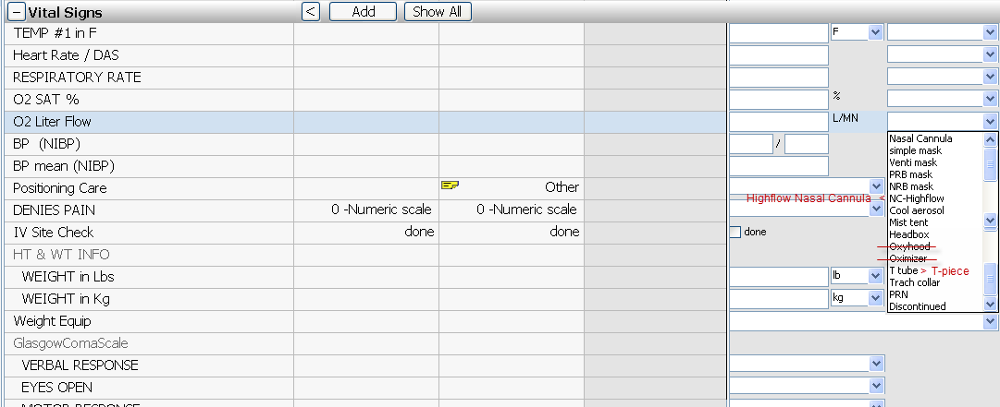 − Vital Signs < Add Show All
TEMP #1 in F F
Heart Rate / DAS
RESPIRATORY RATE
O2 SAT % %
O2 Liter Flow L/MN
BP (NIBP) /
BP mean (NIBP)
Positioning Care Other
DENIES PAIN 0 -Numeric scale 0 -Numeric scale
IV Site Check done done done
HT & WT INFO
WEIGHT in Lbs lb
WEIGHT in Kg kg
Weight Equip
GlasgowComaScale
VERBAL RESPONSE
EYES OPEN
MOTOR RESPONSE
Nasal Cannula
simple mask
Venti mask
PRB mask
NRB mask
Highflow Nasal Cannula < NC-Highflow
Cool aerosol
Mist tent
Headbox
Oxyhood
Oximizer
T tube > T-piece
Trach collar
PRN
Discontinued